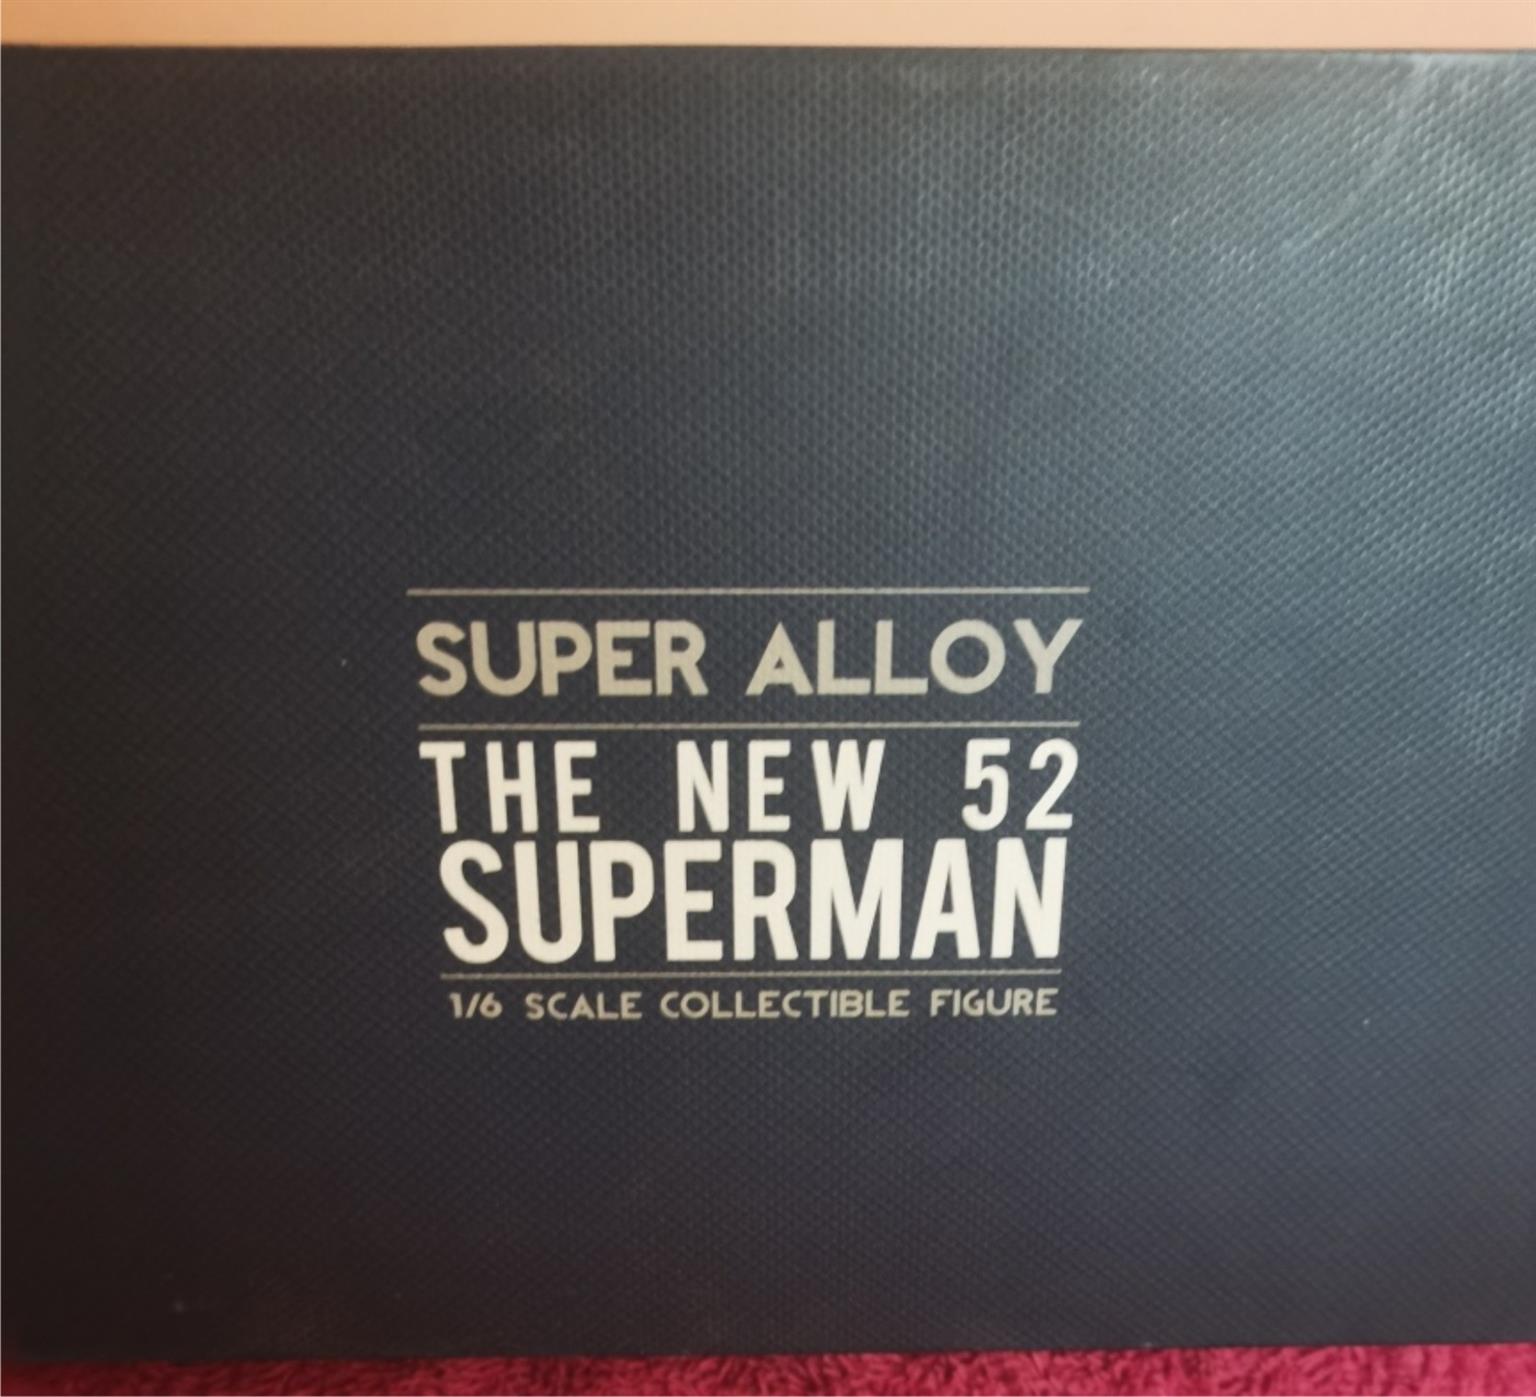 SUPER ALLOY
THE NEW 52
SUPERMAN
1/6 SCALE COLLECTIBLE FIGURE